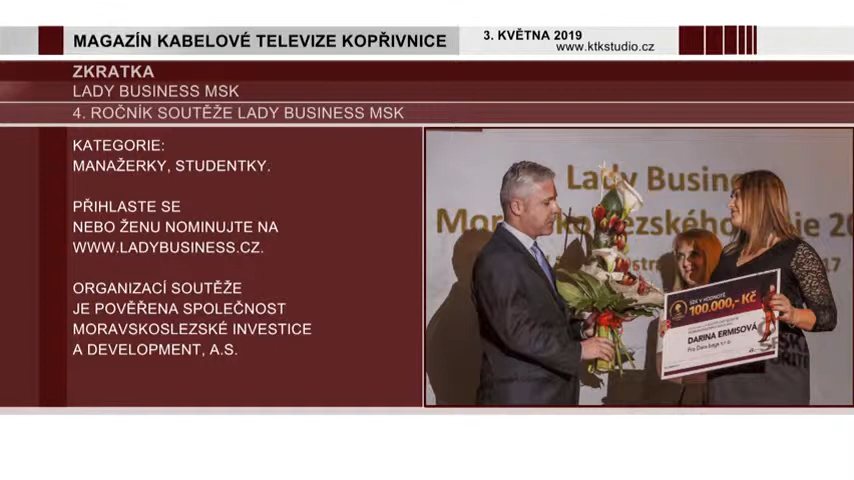 MAGAZÍN KABELOVÉ TELEVIZE KOPŘIVNICE
3. KVĚTNA 2019
www.ktkstudio.cz
ZKRATKA
LADY BUSINESS MSK
4. ROČNÍK SOUTĚŽE LADY BUSINESS MSK
KATEGORIE:
MANAŽERKY, STUDENTKY.
PŘIHLASTE SE
NEBO ŽENU NOMINUJTE NA
WWW.LADYBUSINESS.CZ.
ORGANIZACÍ SOUTĚŽE
JE POVĚŘENA SPOLEČNOST
MORAVSKOSLEZSKÉ INVESTICE
A DEVELOPMENT, A.S.
Lady Busine
100.000,- Kč
DARINA ERMISOVÁ